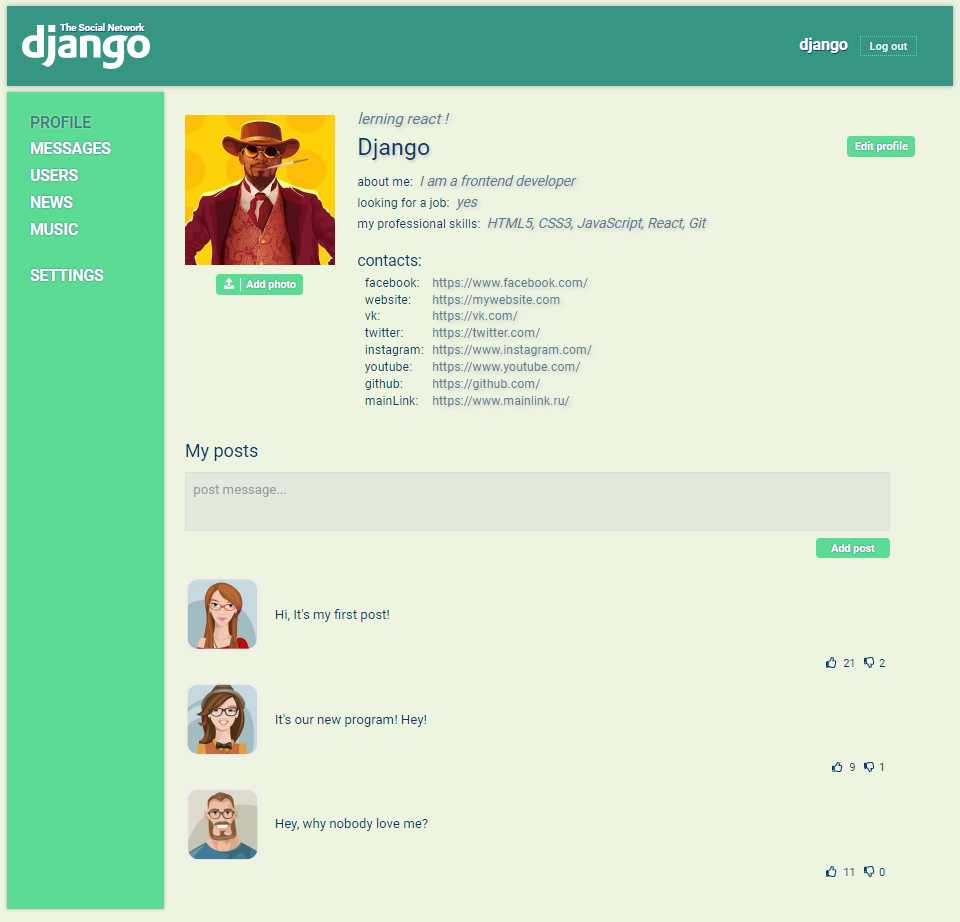 The Social Network
django
django
Log out
PROFILE
MESSAGES
USERS
NEWS
MUSIC
SETTINGS
Add photo
lerning react !
Django
Edit profile
about me: I am a frontend developer
looking for a job: yes
my professional skills: HTML5, CSS3, JavaScript, React, Git
contacts:
facebook: https://www.facebook.com/
website: https://mywebsite.com
vk: https://vk.com/
twitter: https://twitter.com/
instagram: https://www.instagram.com/
youtube: https://www.youtube.com/
github: https://github.com/
mainLink: https://www.mainlink.ru/
My posts
post message...
Add post
Hi, It's my first post!
21 2
It's our new program! Hey!
9 1
Hey, why nobody love me?
11 0